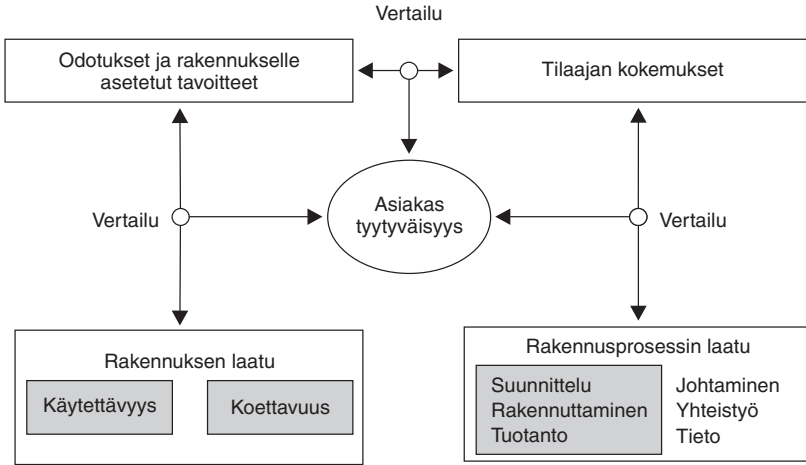 Vertailu
Odotukset ja rakennukselle
asetetut tavoitteet
Tilaajan kokemukset
Asiakas
tyytyväisyys
Vertailu
Vertailu
Rakennuksen laatu
Käytettävyys
Koettavuus
Rakennusprosessin laatu
Suunnittelu
Rakennuttaminen
Tuotanto
Johtaminen
Yhteistyö
Tieto